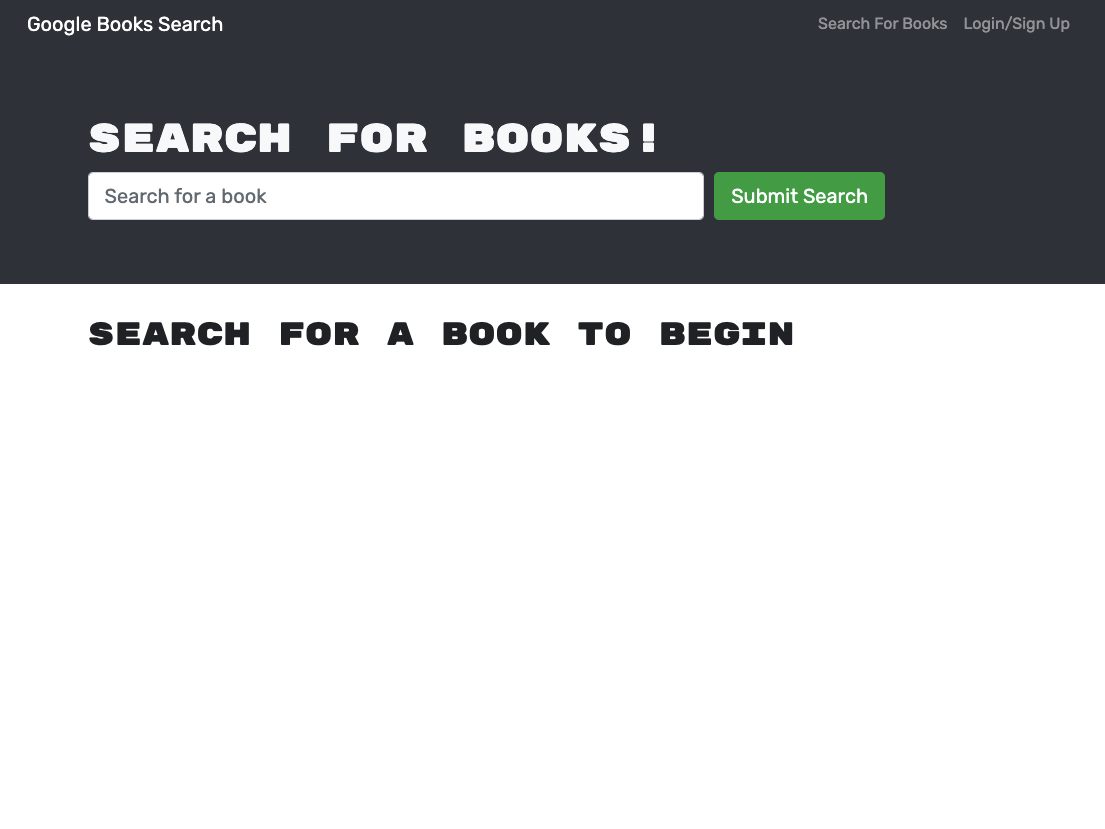 Google Books Search
Search For Books
Login/Sign Up
SEARCH FOR BOOKS!
Search for a book
Submit Search
SEARCH FOR A BOOK TO BEGIN